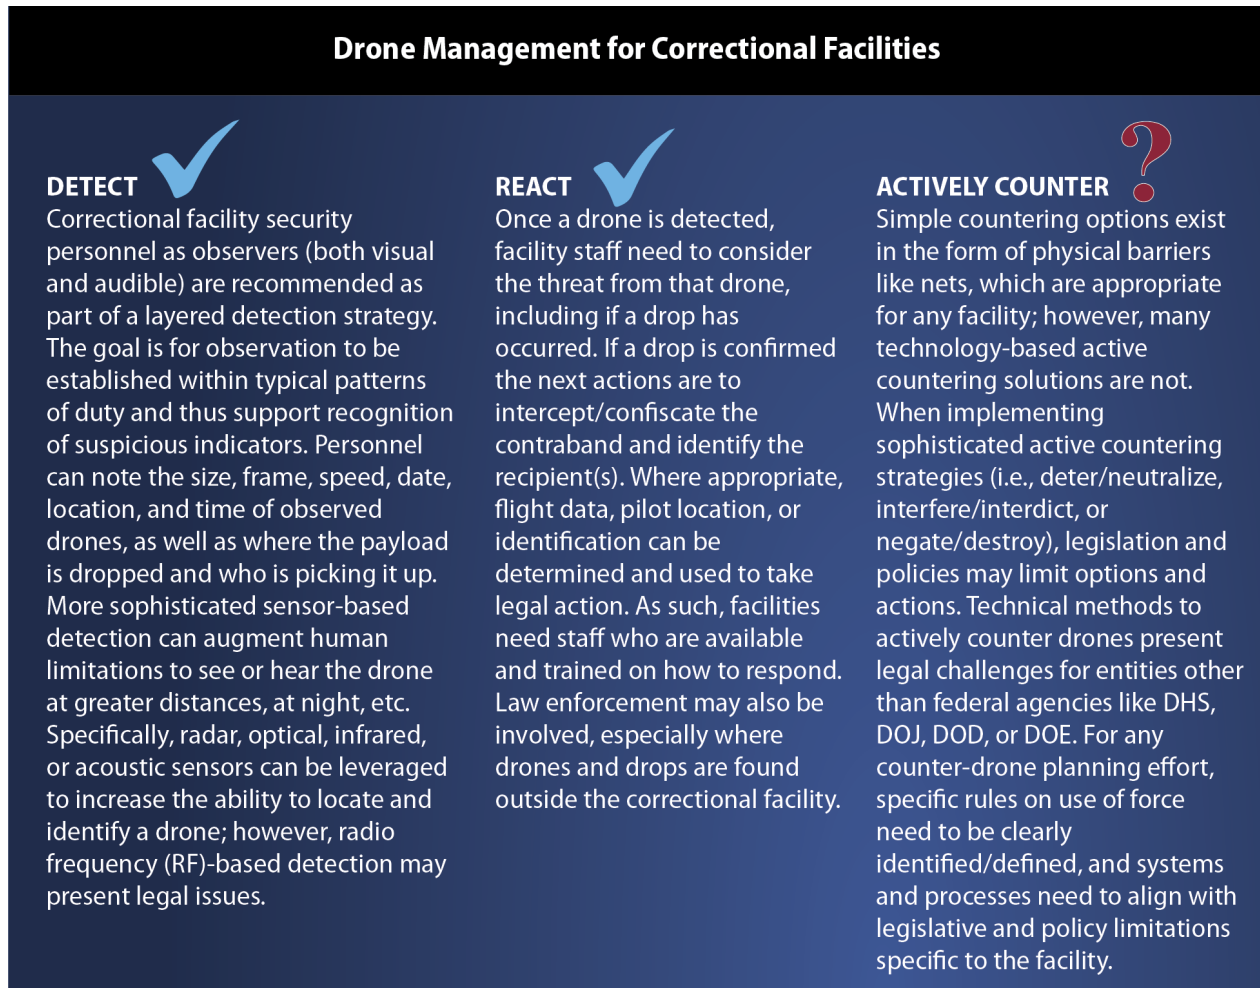 Drone Management for Correctional Facilities
DETECT
Correctional facility security
personnel as observers (both visual
and audible) are recommended as
part of a layered detection strategy.
The goal is for observation to be
established within typical patterns
of duty and thus support recognition
of suspicious indicators. Personnel
can note the size, frame, speed, date,
location, and time of observed
drones, as well as where the payload
is dropped and who is picking it up.
More sophisticated sensor-based
detection can augment human
limitations to see or hear the drone
at greater distances, at night, etc.
Specifically, radar, optical, infrared,
or acoustic sensors can be leveraged
to increase the ability to locate and
identify a drone; however, radio
frequency (RF)-based detection may
present legal issues.
REACT
Once a drone is detected,
facility staff need to consider
the threat from that drone,
including if a drop has
occurred. If a drop is confirmed
the next actions are to
intercept/confiscate the
contraband and identify the
recipient(s). Where appropriate,
flight data, pilot location, or
identification can be
determined and used to take
legal action. As such, facilities
need staff who are available
and trained on how to respond.
Law enforcement may also be
involved, especially where
drones and drops are found
outside the correctional facility.
?
ACTIVELY COUNTER
Simple countering options exist
in the form of physical barriers
like nets, which are appropriate
for any facility; however, many
technology-based active
countering solutions are not.
When implementing
sophisticated active countering
strategies (i.e., deter/neutralize,
interfere/interdict, or
negate/destroy), legislation and
policies may limit options and
actions. Technical methods to
actively counter drones present
legal challenges for entities other
than federal agencies like DHS,
DOJ, DOD, or DOE. For any
counter-drone planning effort,
specific rules on use of force
need to be clearly
identified/defined, and systems
and processes need to align with
legislative and policy limitations
specific to the facility.